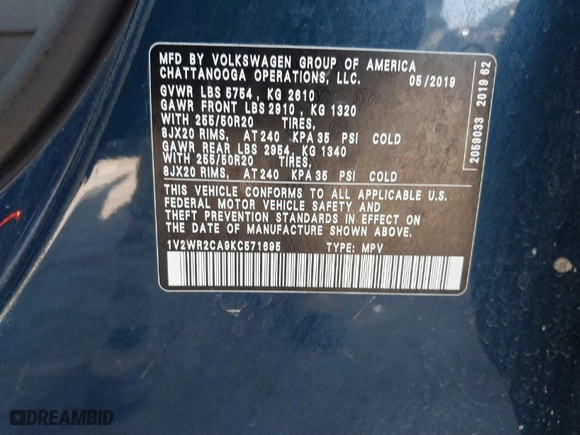 MFD BY VOLKSWAGEN GROUP OF AMERICA
CHATTANOOGA OPERATIONS, LLC. 05/2019
GVWR LBS 5754 , KG 2610
GAWR FRONT LBS 2910 , KG 1320
WITH 255/50R20 TIRES,
8JX20 RIMS, AT 240 KPA 35 PSI COLD
GAWR REAR LBS 2954, KG 1340
WITH 255/50R20 TIRES,
8JX20 RIMS, AT 240 KPA 35 PSI COLD
THIS VEHICLE CONFORMS TO ALL APPLICABLE U.S.
FEDERAL MOTOR VEHICLE SAFETY AND
THEFT PREVENTION STANDARDS IN EFFECT ON
THE DATE OF MANUFACTURE SHOWN ABOVE.
1V2WR2CA9KC571695 TYPE: MPV
2059033 2019 62
DREAMBID